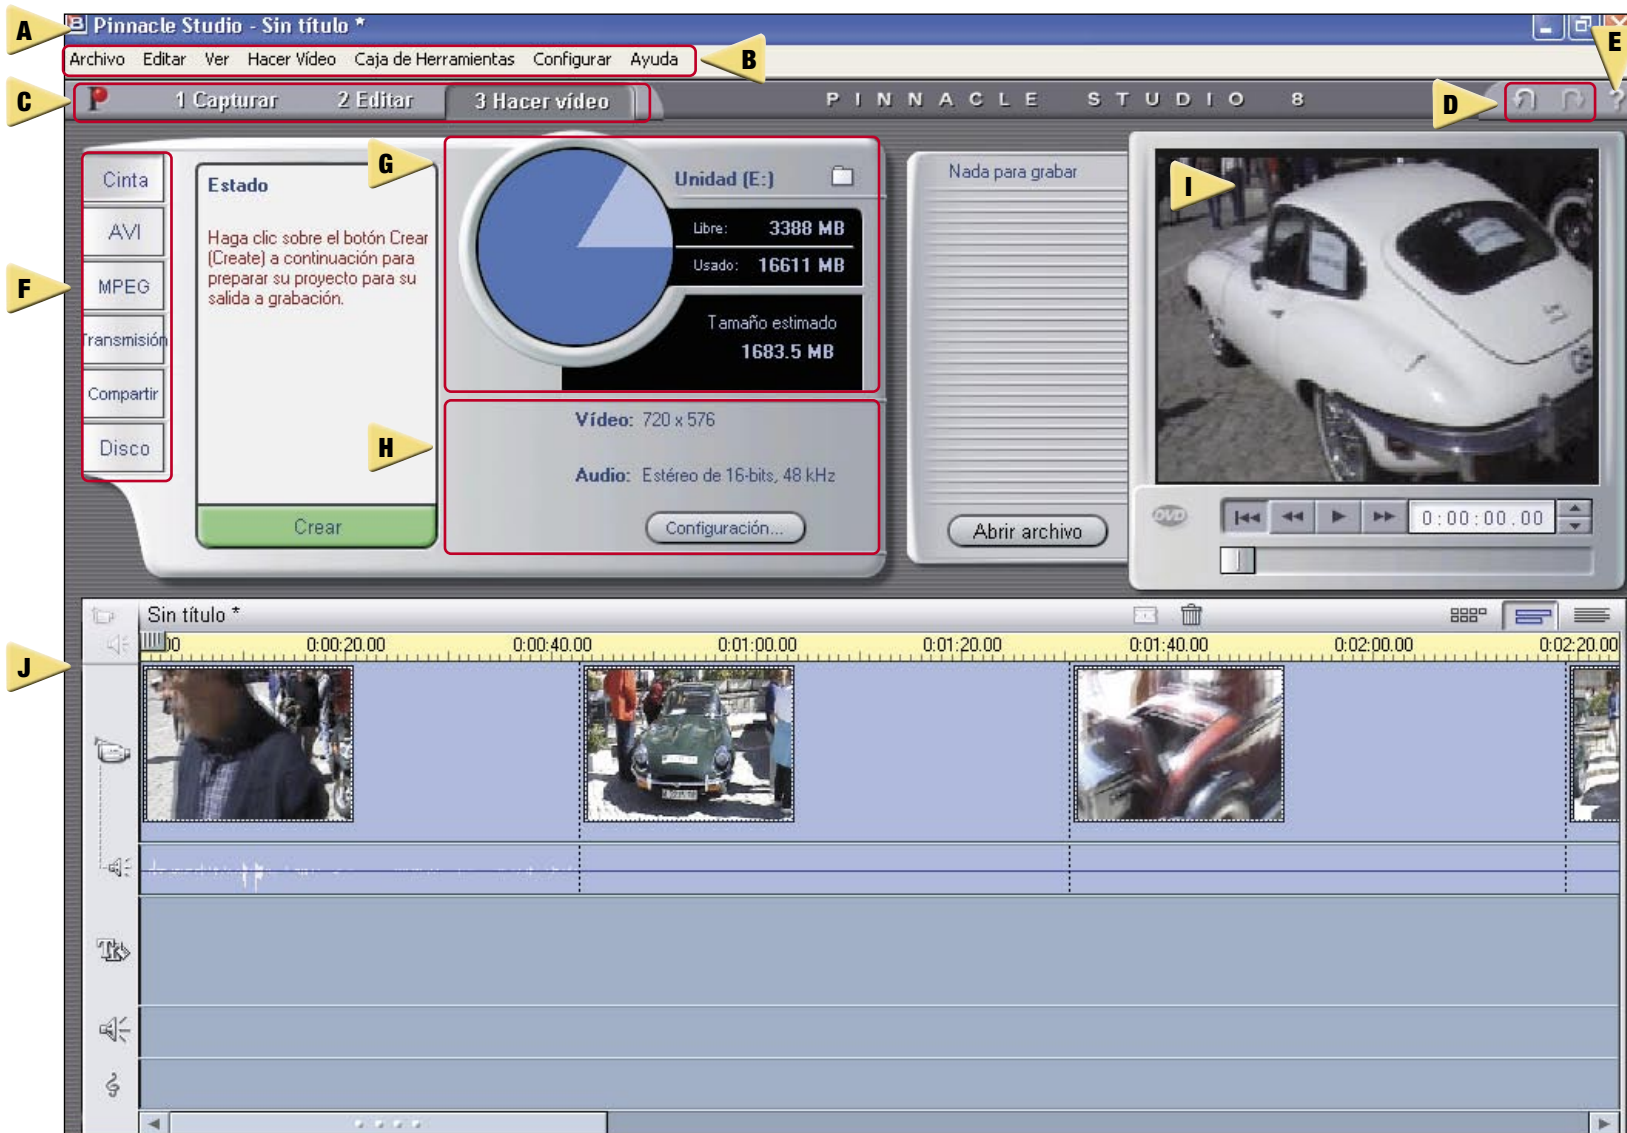 A
Pinnacle Studio - Sin título *
E
Archivo Editar Ver Hacer Vídeo Caja de Herramientas Configurar Ayuda
B
C
1 Capturar 2 Editar 3 Hacer vídeo
PINNACLE STUDIO 8
D
?
F
Cinta
AVI
MPEG
Transmisión
Compartir
Disco
Estado
Haga clic sobre el botón Crear
(Create) a continuación para
preparar su proyecto para su
salida a grabación.
Crear
G
Unidad (E:)
Libre: 3388 MB
Usado: 16611 MB
Tamaño estimado
1683.5 MB
H
Vídeo: 720 x 576
Audio: Estéreo de 16-bits, 48 kHz
Configuración...
Nada para grabar
Abrir archivo
I
DVD
0:00:00.00
J
Sin título *
0:00:20.00 0:00:40.00 0:01:00.00 0:01:20.00 0:01:40.00 0:02:00.00 0:02:20.00